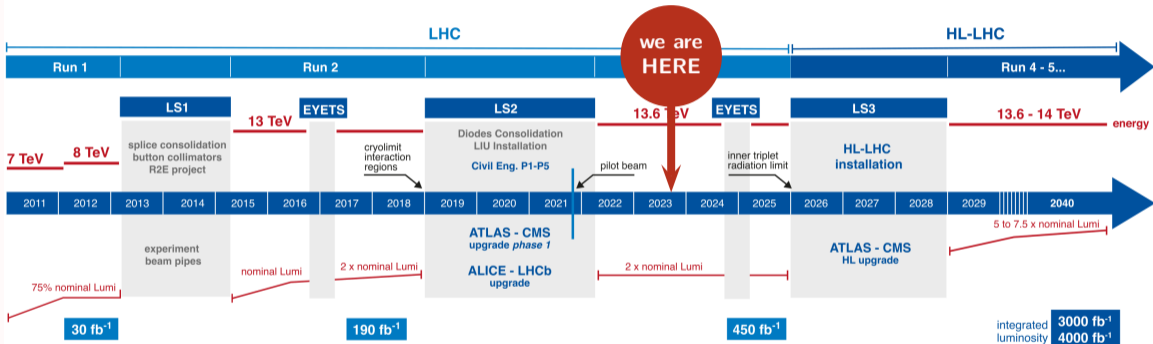 LHC
HL-LHC
we are
HERE
Run 1
Run 2
Run 4 - 5...
LS1
EYETS
LS2
EYETS
LS3
7 TeV
8 TeV
13 TeV
13.6 TeV
13.6 - 14 TeV
energy
splice consolidation
button collimators
R2E project
cryolimit
interaction
regions
Diodes Consolidation
LIU Installation
Civil Eng. P1-P5
pilot beam
inner triplet
radiation limit
HL-LHC
installation
2011 2012 2013 2014 2015 2016 2017 2018 2019 2020 2021 2022 2023 2024 2025 2026 2027 2028 2029 2040
experiment
beam pipes
ATLAS - CMS
upgrade phase 1
ALICE - LHCb
upgrade
ATLAS - CMS
HL upgrade
75% nominal Lumi
nominal Lumi
2 x nominal Lumi
2 x nominal Lumi
5 to 7.5 x nominal Lumi
30 fb⁻¹
190 fb⁻¹
450 fb⁻¹
integrated
luminosity
3000 fb⁻¹
4000 fb⁻¹